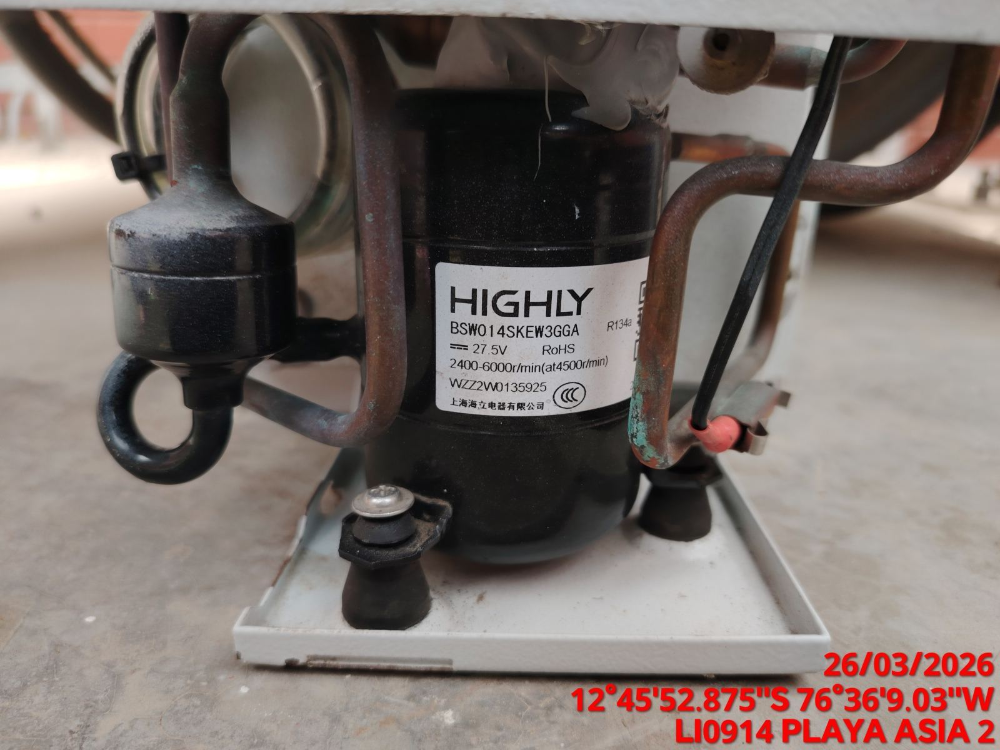 HIGHLY
BSW014SKEW3GGA R134a
27.5V RoHS
2400-6000r/min(at4500r/min)
WZZ2W0135925
上海海立电器有限公司
26/03/2026
12°45'52.875"S 76°36'9.03"W
LI0914 PLAYA ASIA 2